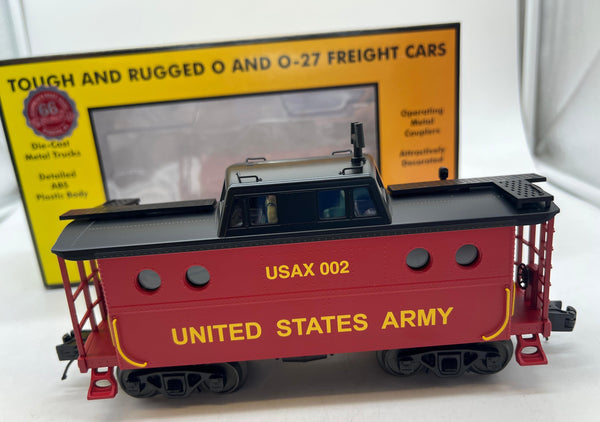 TOUGH AND RUGGED O AND O-27 FREIGHT CARS
Die-Cast
Metal Trucks
Detailed
ABS
Plastic Body
Operating
Metal
Couplers
Attractively
Decorated
USAX 002
UNITED STATES ARMY